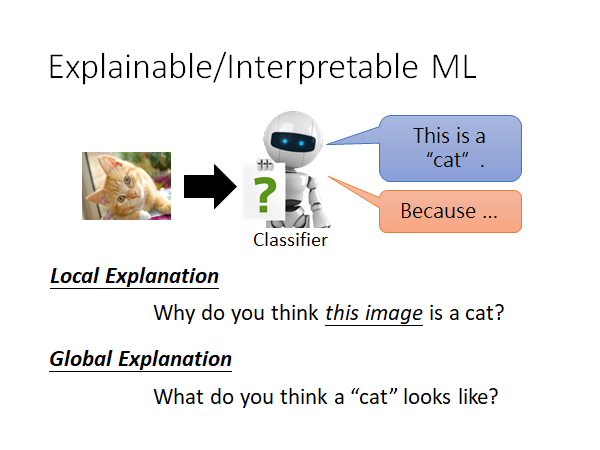 Explainable/Interpretable ML
This is a
"cat" .
?
Because …
Classifier
Local Explanation
Why do you think this image is a cat?
Global Explanation
What do you think a “cat” looks like?